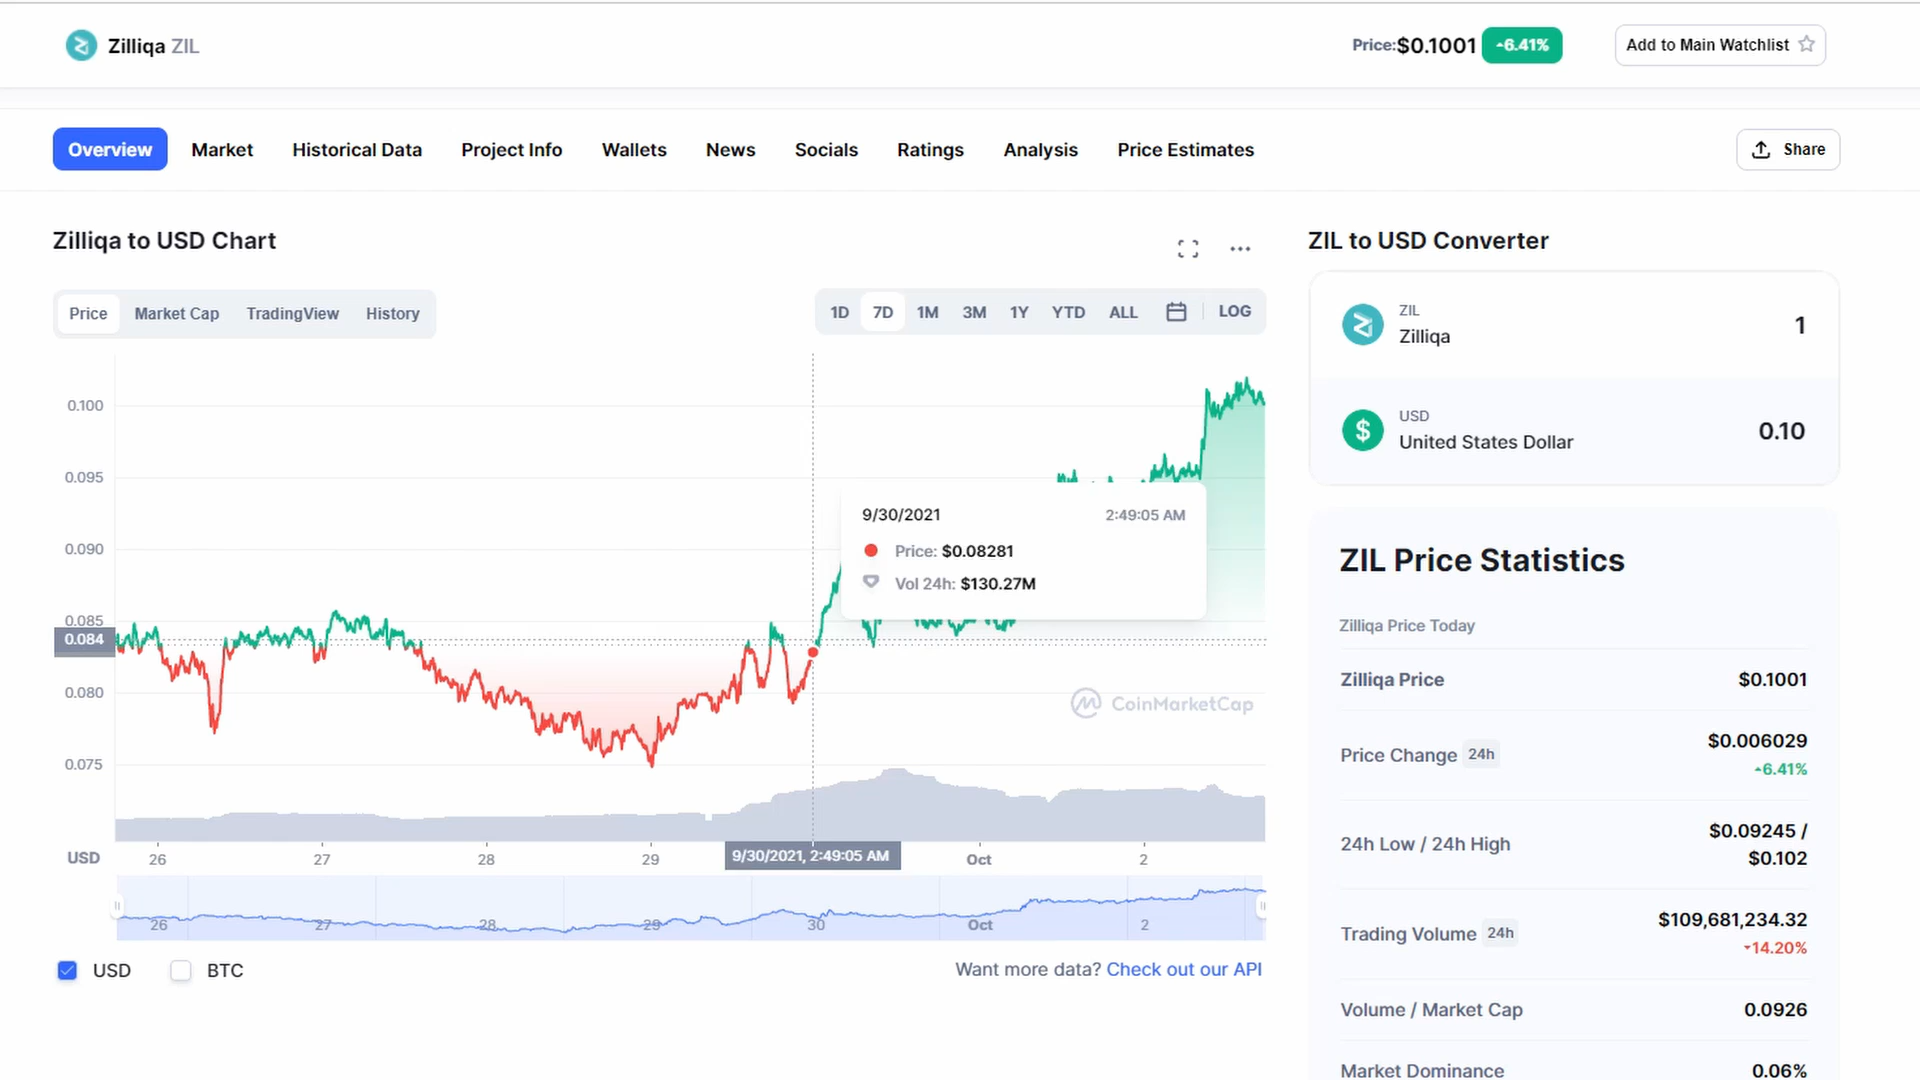 Zilliqa ZIL
Price:$0.1001 6.41%
Add to Main Watchlist
Overview Market Historical Data Project Info Wallets News Socials Ratings Analysis Price Estimates
Share
Zilliqa to USD Chart
Price Market Cap TradingView History
1D 7D 1M 3M 1Y YTD ALL LOG
0.100
0.095
0.090
0.085
0.084
0.080
0.075
9/30/2021 2:49:05 AM
Price: $0.08281
Vol 24h: $130.27M
CoinMarketCap
USD 26 27 28 29 9/30/2021, 2:49:05 AM Oct 2
26 27 28 29 30 Oct 2
USD BTC
Want more data? Check out our API
ZIL to USD Converter
ZIL
Zilliqa
1
USD
United States Dollar
0.10
ZIL Price Statistics
Zilliqa Price Today
Zilliqa Price $0.1001
Price Change 24h $0.006029
6.41%
24h Low / 24h High $0.09245 /
$0.102
Trading Volume 24h $109,681,234.32
14.20%
Volume / Market Cap 0.0926
Market Dominance 0.06%